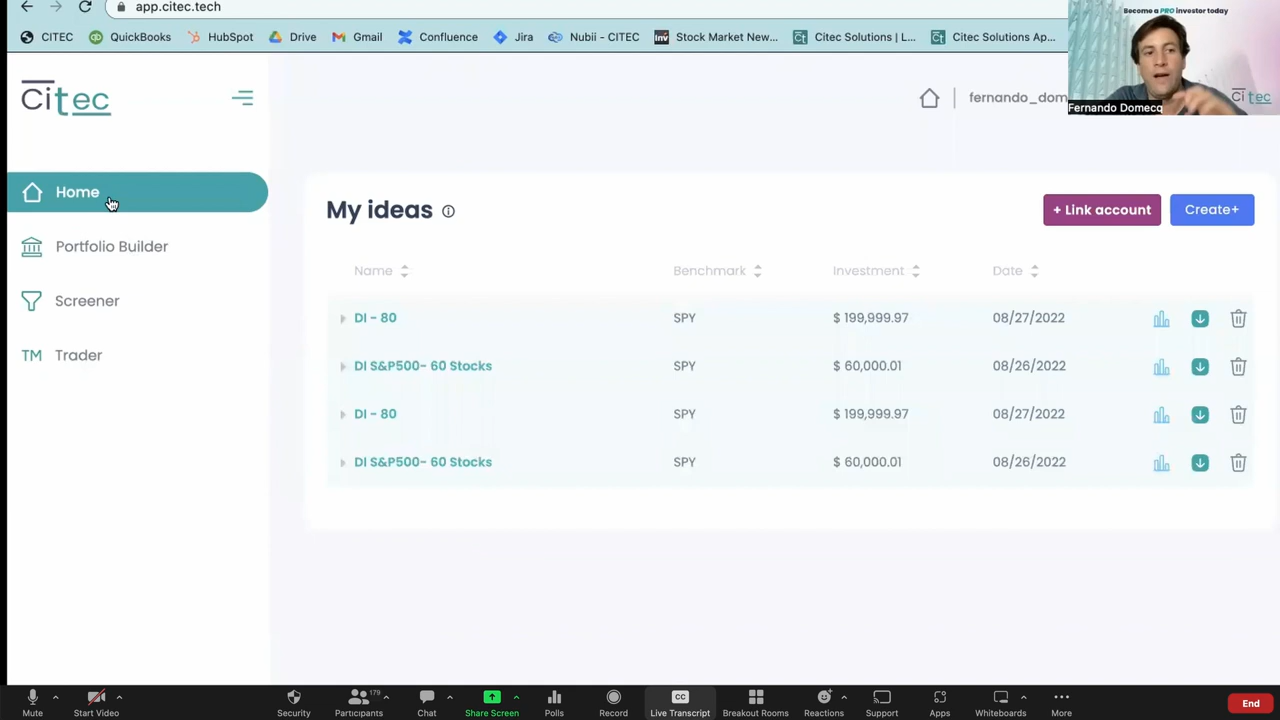 app.citec.tech
Become a PRO investor today
CITEC QuickBooks HubSpot Drive Gmail Confluence Jira Nubii - CITEC Stock Market New... Citec Solutions | L... Citec Solutions Ap...
Citec
fernando_dom
Fernando Domecq
Citec
Home
Portfolio Builder
Screener
TM Trader
My ideas
+ Link account
Create+
Name Benchmark Investment Date
DI - 80 SPY $ 199,999.97 08/27/2022
DI S&P500- 60 Stocks SPY $ 60,000.01 08/26/2022
DI - 80 SPY $ 199,999.97 08/27/2022
DI S&P500- 60 Stocks SPY $ 60,000.01 08/26/2022
179
CC
Mute Start Video Security Participants Chat Share Screen Polls Record Live Transcript Breakout Rooms Reactions Support Apps Whiteboards More End